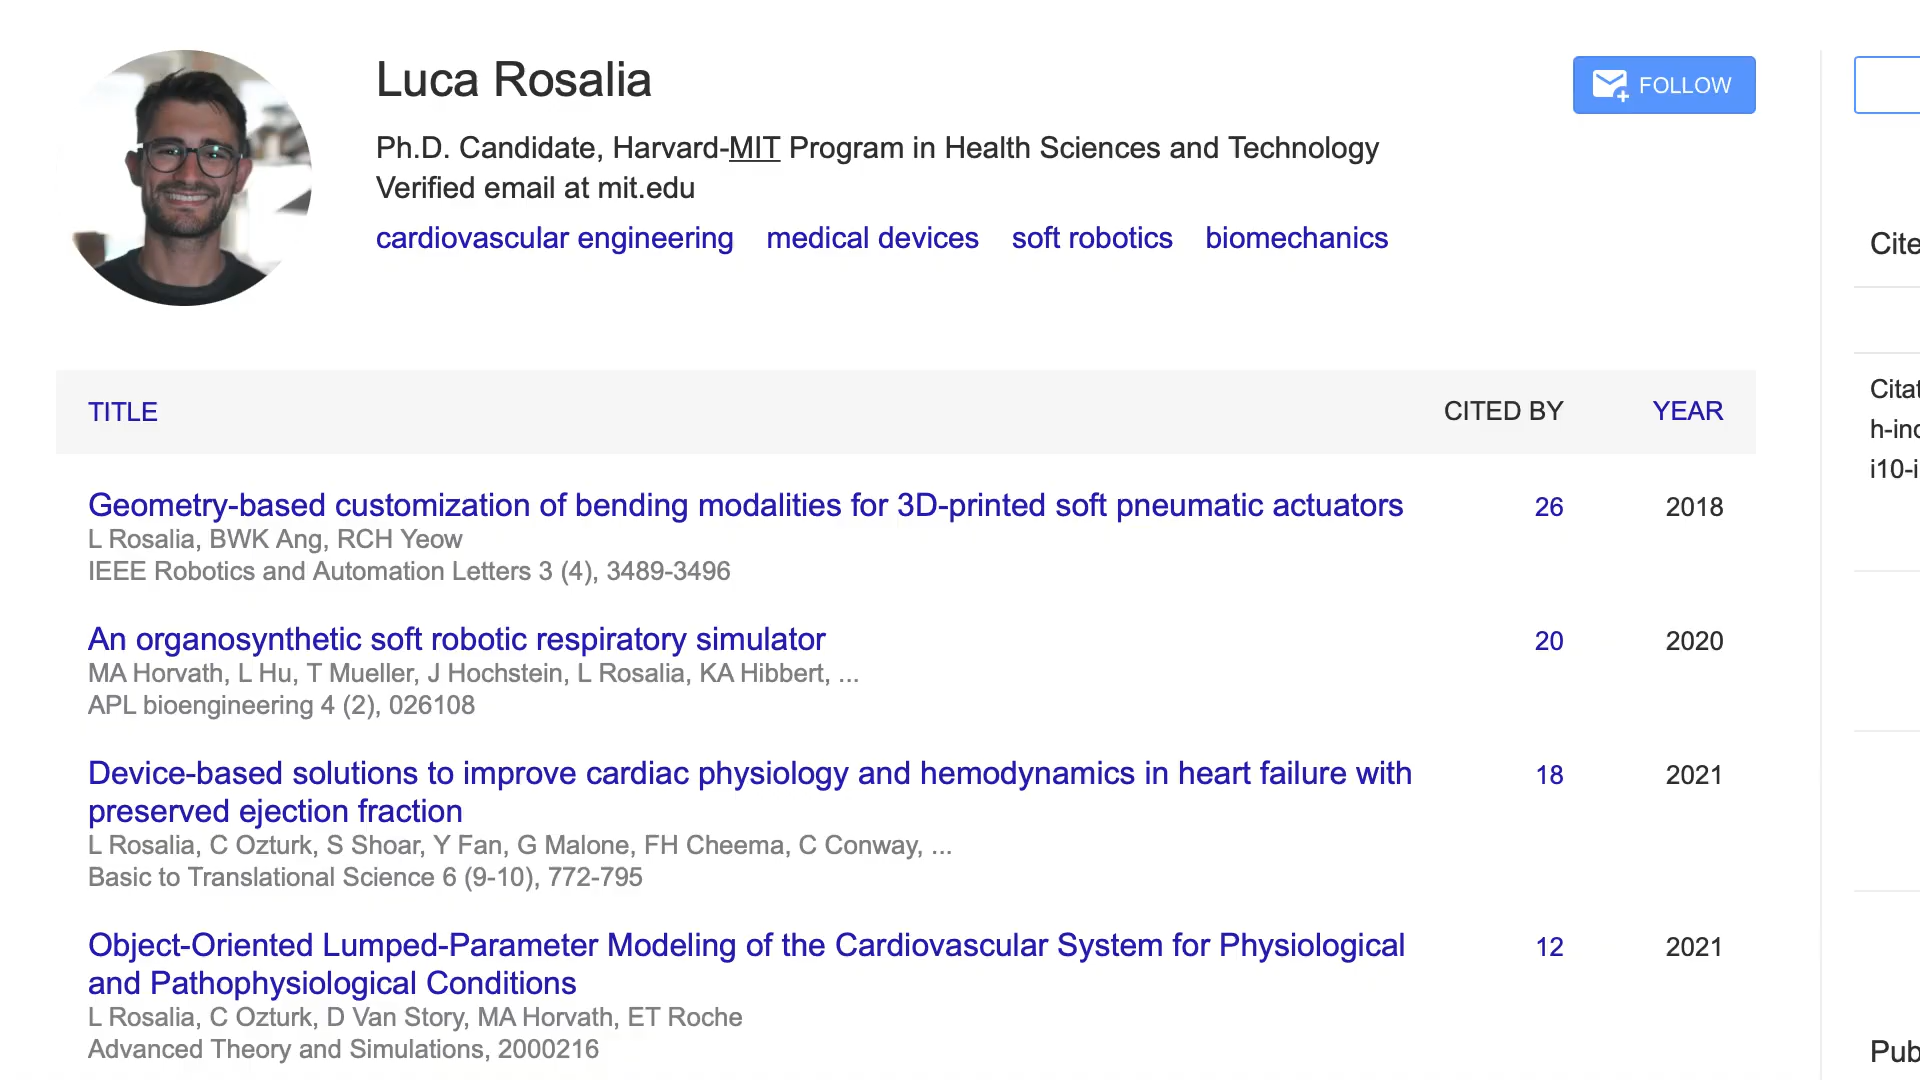 Luca Rosalia
FOLLOW
Ph.D. Candidate, Harvard-MIT Program in Health Sciences and Technology
Verified email at mit.edu
cardiovascular engineering medical devices soft robotics biomechanics
TITLE CITED BY YEAR
Geometry-based customization of bending modalities for 3D-printed soft pneumatic actuators 26 2018
L Rosalia, BWK Ang, RCH Yeow
IEEE Robotics and Automation Letters 3 (4), 3489-3496
An organosynthetic soft robotic respiratory simulator 20 2020
MA Horvath, L Hu, T Mueller, J Hochstein, L Rosalia, KA Hibbert, ...
APL bioengineering 4 (2), 026108
Device-based solutions to improve cardiac physiology and hemodynamics in heart failure with 18 2021
preserved ejection fraction
L Rosalia, C Ozturk, S Shoar, Y Fan, G Malone, FH Cheema, C Conway, ...
Basic to Translational Science 6 (9-10), 772-795
Object-Oriented Lumped-Parameter Modeling of the Cardiovascular System for Physiological 12 2021
and Pathophysiological Conditions
L Rosalia, C Ozturk, D Van Story, MA Horvath, ET Roche
Advanced Theory and Simulations, 2000216